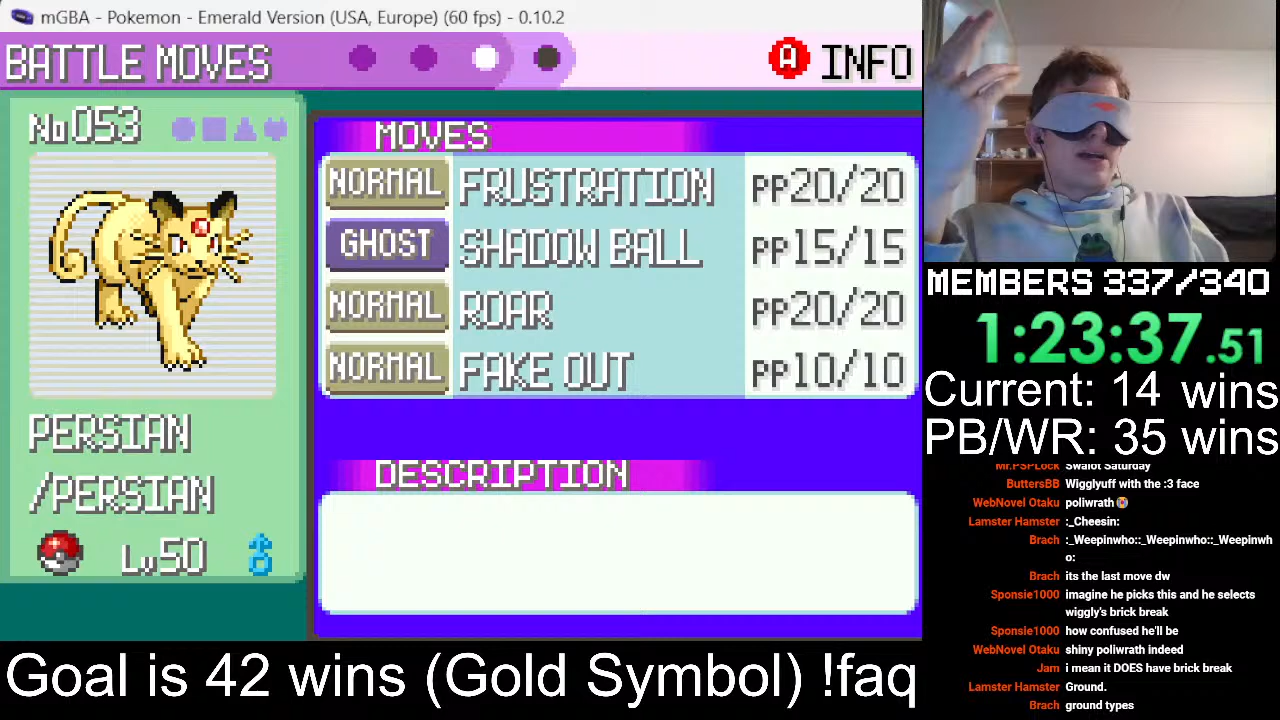 mGBA - Pokemon - Emerald Version (USA, Europe) (60 fps) - 0.10.2
BATTLE MOVES
A INFO
No053
MOVES
NORMAL FRUSTRATION PP20/20
GHOST SHADOW BALL PP15/15
NORMAL ROAR PP20/20
NORMAL FAKE OUT PP10/10
PERSIAN
/PERSIAN
Lv50 ♂
DESCRIPTION
MEMBERS 337/340
1:23:37.51
Current: 14 wins
PB/WR: 35 wins
Mr.PSPLock Swalot Saturday
ButtersBB Wigglyuff with the :3 face
WebNovel Otaku poliwrath
Lamster Hamster :_Cheesin:
Brach :_Weepinwho::_Weepinwho::_Weepinwh
o:
Brach its the last move dw
Sponsie1000 imagine he picks this and he selects
wiggly's brick break
Sponsie1000 how confused he'll be
WebNovel Otaku shiny poliwrath indeed
Jam i mean it DOES have brick break
Lamster Hamster Ground.
Brach ground types
Goal is 42 wins (Gold Symbol) !faq